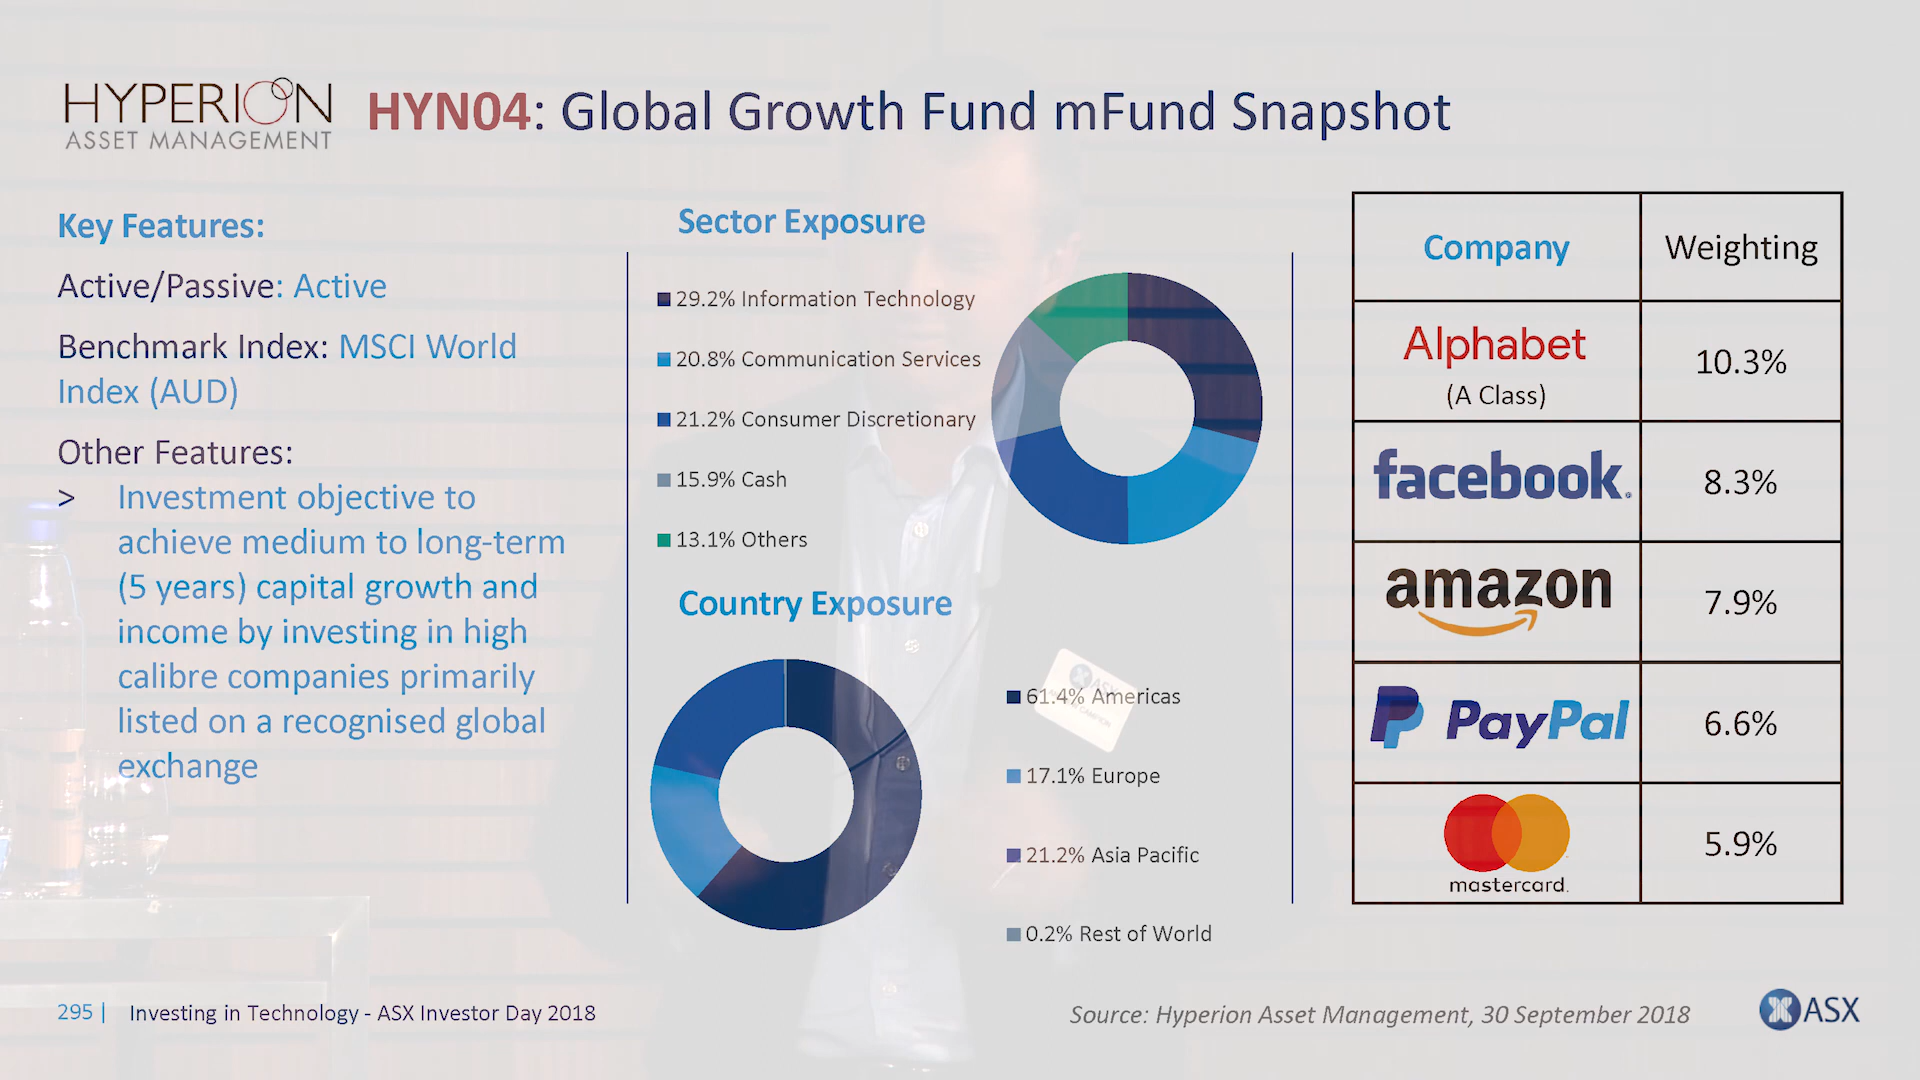 HYPERION
ASSET MANAGEMENT
HYN04: Global Growth Fund mFund Snapshot
Key Features:
Active/Passive: Active
Benchmark Index: MSCI World
Index (AUD)
Other Features:
> Investment objective to
achieve medium to long-term
(5 years) capital growth and
income by investing in high
calibre companies primarily
listed on a recognised global
exchange
Sector Exposure
29.2% Information Technology
20.8% Communication Services
21.2% Consumer Discretionary
15.9% Cash
13.1% Others
Country Exposure
61.4% Americas
17.1% Europe
21.2% Asia Pacific
0.2% Rest of World
Company Weighting
Alphabet
(A Class)
10.3%
facebook.
8.3%
amazon
7.9%
PayPal
6.6%
mastercard.
5.9%
295 | Investing in Technology - ASX Investor Day 2018
Source: Hyperion Asset Management, 30 September 2018
ASX